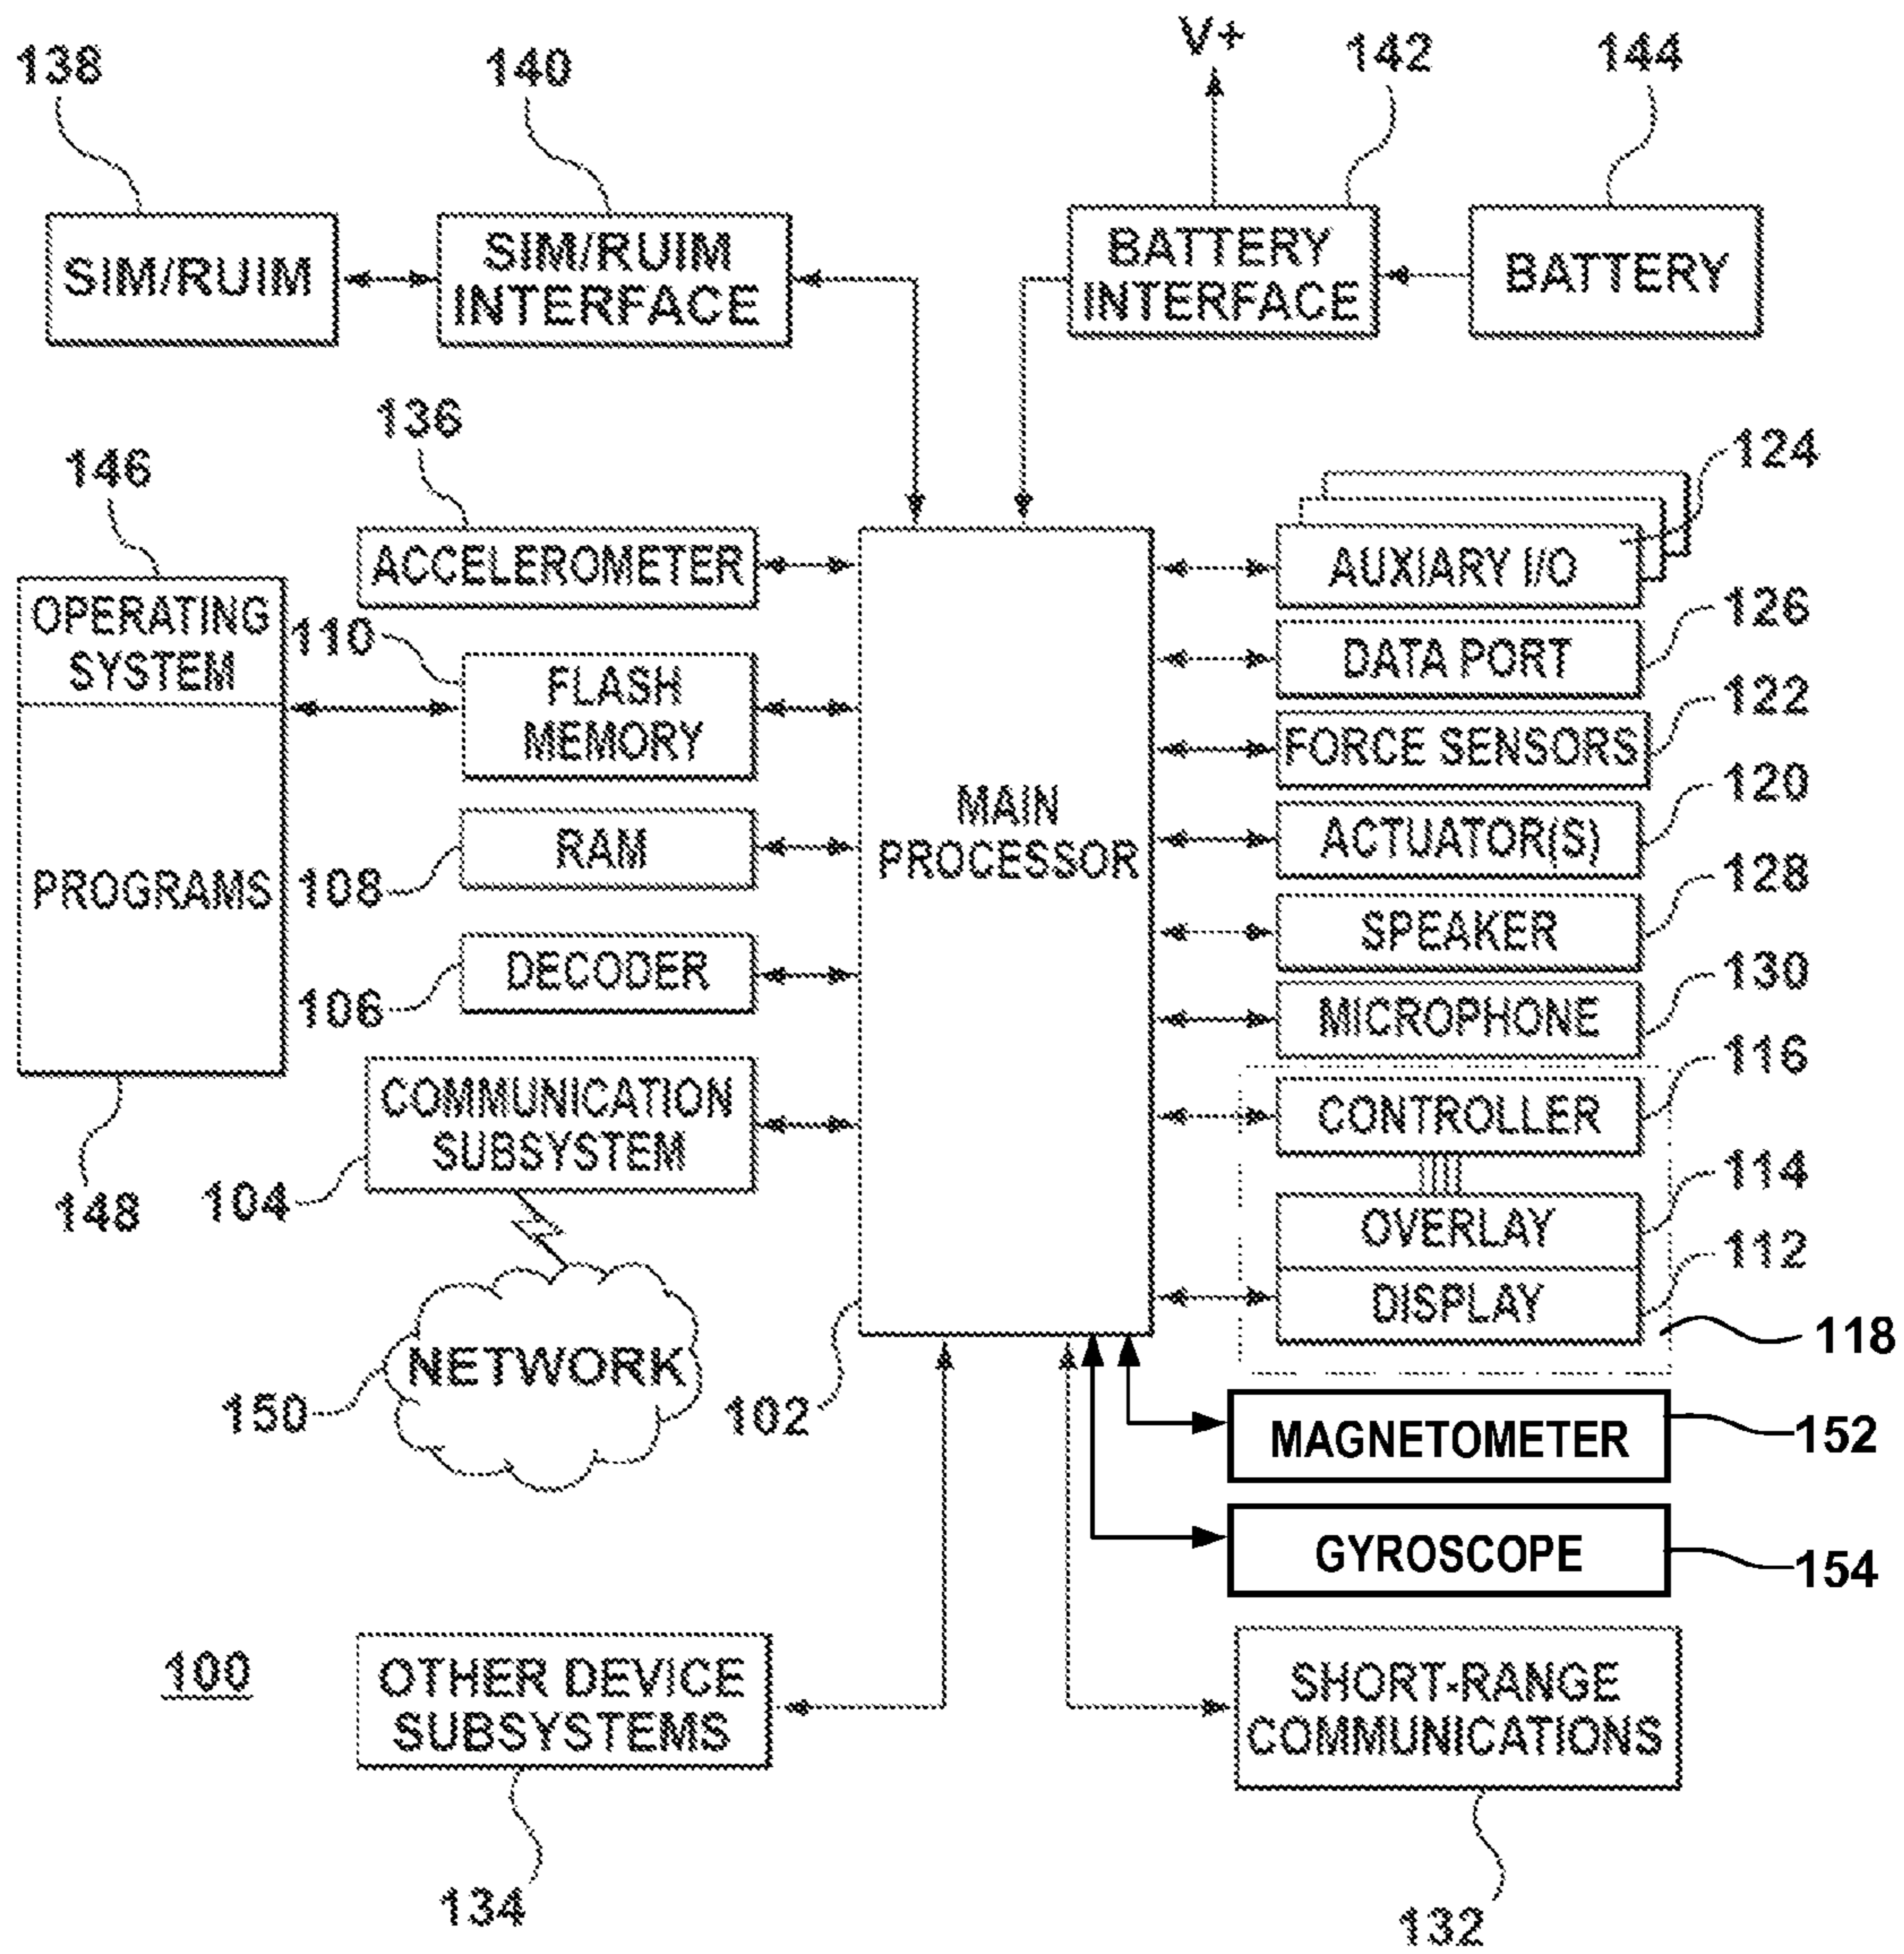 138
140
V+
142
144
SIM/RUIM
SIM/RUIM
INTERFACE
BATTERY
INTERFACE
BATTERY
136
124
146
ACCELEROMETER
AUXIARY I/O
OPERATING
SYSTEM
110
FLASH
MEMORY
DATA PORT
126
FORCE SENSORS
122
MAIN
PROCESSOR
ACTUATOR(S)
120
PROGRAMS
108
RAM
SPEAKER
128
106
DECODER
MICROPHONE
130
COMMUNICATION
SUBSYSTEM
CONTROLLER
116
148
104
OVERLAY
114
DISPLAY
112
118
NETWORK
150
102
MAGNETOMETER
152
GYROSCOPE
154
100
OTHER DEVICE
SUBSYSTEMS
SHORT-RANGE
COMMUNICATIONS
134
132